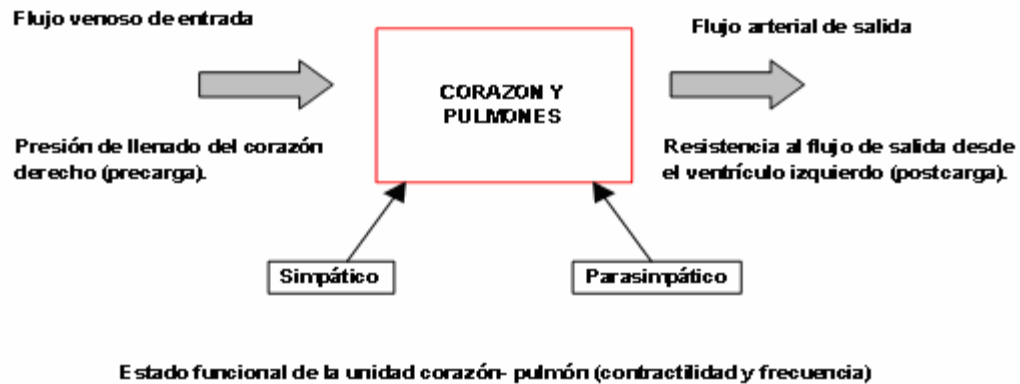 Flujo venoso de entrada
Flujo arterial de salida
CORAZON Y
PULMONES
Presión de llenado del corazón
derecho (precarga).
Resistencia al flujo de salida desde
el ventrículo izquierdo (postcarga).
Simpático
Parasimpático
Estado funcional de la unidad corazón- pulmón (contractilidad y frecuencia)